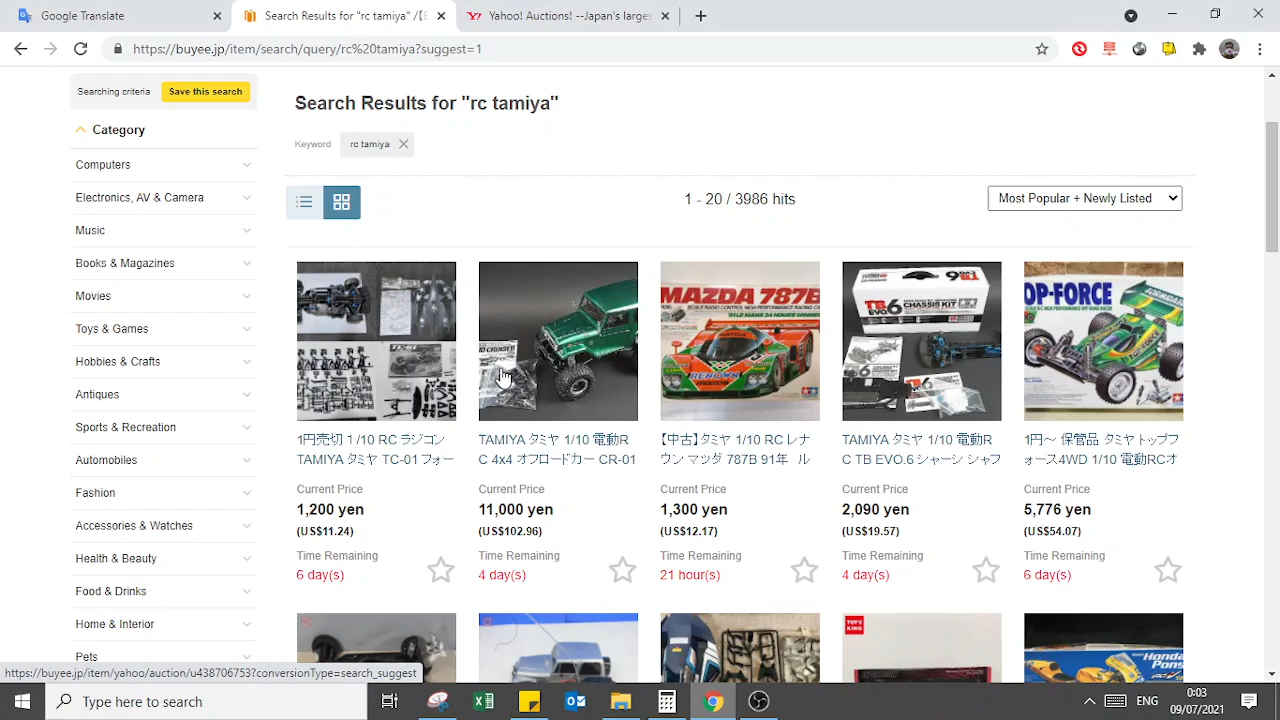 Google Translate
Search Results for "rc tamiya" /【
Yahoo! Auctions! --Japan's larges
https://buyee.jp/item/search/query/rc%20tamiya?suggest=1
Searching criteria
Save this search
Category
Computers
Electronics, AV & Camera
Music
Books & Magazines
Movies
Toys & Games
Hobbies & Crafts
Antiques
Sports & Recreation
Automobiles
Fashion
Accessories & Watches
Health & Beauty
Food & Drinks
Home & Interio
Pets
Search Results for "rc tamiya"
Keyword
rc tamiya
1 - 20 / 3986 hits
Most Popular + Newly Listed
MAZDA 787B
RENOWN
TB6
CHASSIS KIT
OP-FORCE
1円売切 1/10 RC ラジコン
TAMIYA タミヤ TC-01 フォー
Current Price
1,200 yen
(US$11.24)
Time Remaining
6 day(s)
TAMIYA タミヤ 1/10 電動R
C 4x4 オフロードカー CR-01
Current Price
11,000 yen
(US$102.96)
Time Remaining
4 day(s)
【中古】タミヤ 1/10 RC レナ
ウン マツダ 787B 91年 ル
Current Price
1,300 yen
(US$12.17)
Time Remaining
21 hour(s)
TAMIYA タミヤ 1/10 電動R
C TB EVO.6 シャーシ シャフ
Current Price
2,090 yen
(US$19.57)
Time Remaining
4 day(s)
1円～ 保管品 タミヤ トップフ
ォース4WD 1/10 電動RCオ
Current Price
5,776 yen
(US$54.07)
Time Remaining
6 day(s)
TOYS KING
Honda
Pons
https://buyee.jp/item/yahoo/auction/u438706753?conversionType=search_suggest
Type here to search
ENG
0:03
09/07/2021